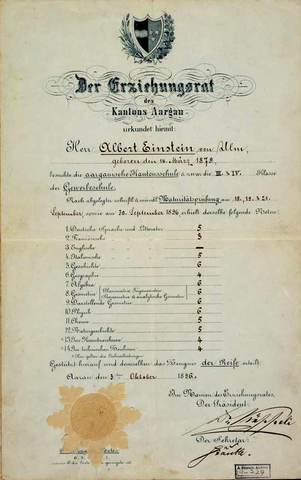 Der Erziehungsrat
des
Kantons Aargau
urkundet hiemit:
Herr Albert Einstein von Ulm,
geboren den 14. März 1879,
besuchte die aargauische Kantonsschule & zwar die III. & IV. Klasse
der Gewerbeschule.
Nach abgelegter schriftl. & mündl. Maturitätsprüfung am 18., 19. & 21.
September, sowie am 30. September 1896, erhielt derselbe folgende Noten:
1. Deutsche Sprache und Litteratur 5
2. Französische 3
3. Englische —
4. Italienische 5
5. Geschichte 6
6. Geographie 4
7. Algebra 6
8. Geometrie 6
9. Darstellende Geometrie 6
10. Physik 6
11. Chemie 5
12. Naturgeschichte 5
13. Im Kunstzeichnen 4
14. Im technischen Zeichnen 4
Gestützt hierauf wird demselben das Zeugnis der Reife erteilt.
Aarau den 3ten Oktober 1896.
Im Namen des Erziehungsrates,
Der Präsident:
Der Sekretär: